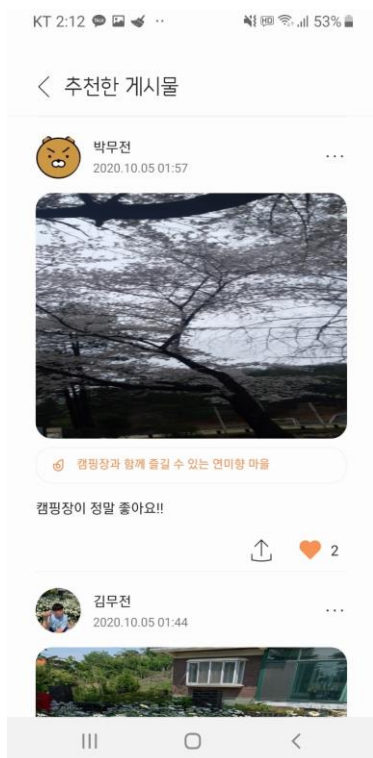 KT 2:12
53%
추천한 게시물
박무전
2020.10.05 01:57
캠핑장과 함께 즐길 수 있는 연미향 마을
캠핑장이 정말 좋아요!!
2
김무전
2020.10.05 01:44